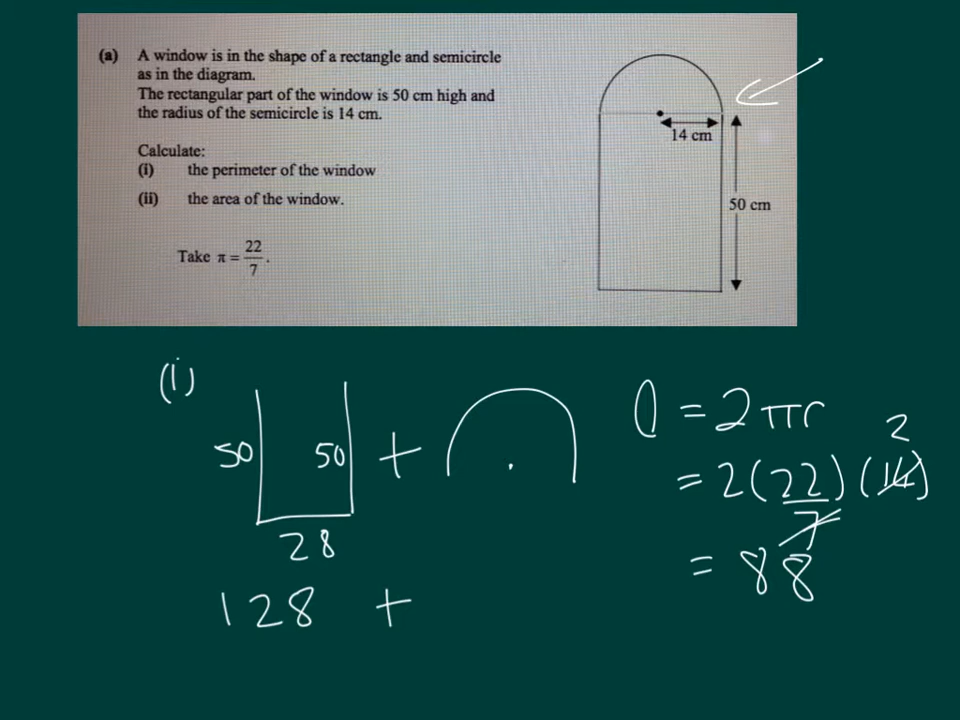 (a) A window is in the shape of a rectangle and semicircle
as in the diagram.
The rectangular part of the window is 50 cm high and
the radius of the semicircle is 14 cm.
Calculate:
(i) the perimeter of the window
(ii) the area of the window.
Take π = 22/7.
14 cm
50 cm
(i)
50 50 +
28
128 +
l = 2πr
2
= 2(22/7)(14)
= 88